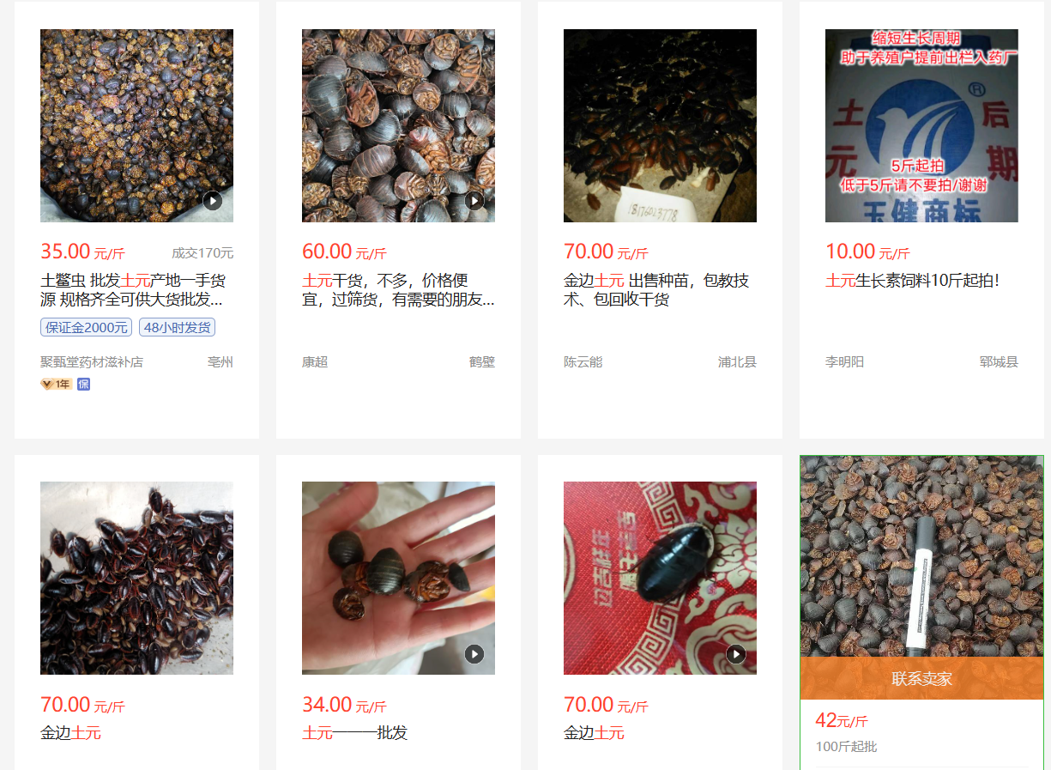 缩短生长周期
助于养殖户提前出栏入药厂
®
土 后
元 期
5斤起拍
低于5斤请不要拍/谢谢
玉健商标
18176023778
35.00 元/斤 成交170元
土鳖虫 批发土元产地一手货
源 规格齐全可供大货批发...
保证金2000元 48小时发货
聚甄堂药材滋补店 亳州
1年 保
60.00 元/斤
土元干货，不多，价格便
宜，过筛货，有需要的朋友...
康超 鹤壁
70.00 元/斤
金边土元 出售种苗，包教技
术、包回收干货
陈云能 浦北县
10.00 元/斤
土元生长素饲料10斤起拍！
李明阳 郓城县
70.00 元/斤
金边土元
34.00 元/斤
土元一一一批发
70.00 元/斤
金边土元
联系卖家
42元/斤
100斤起批